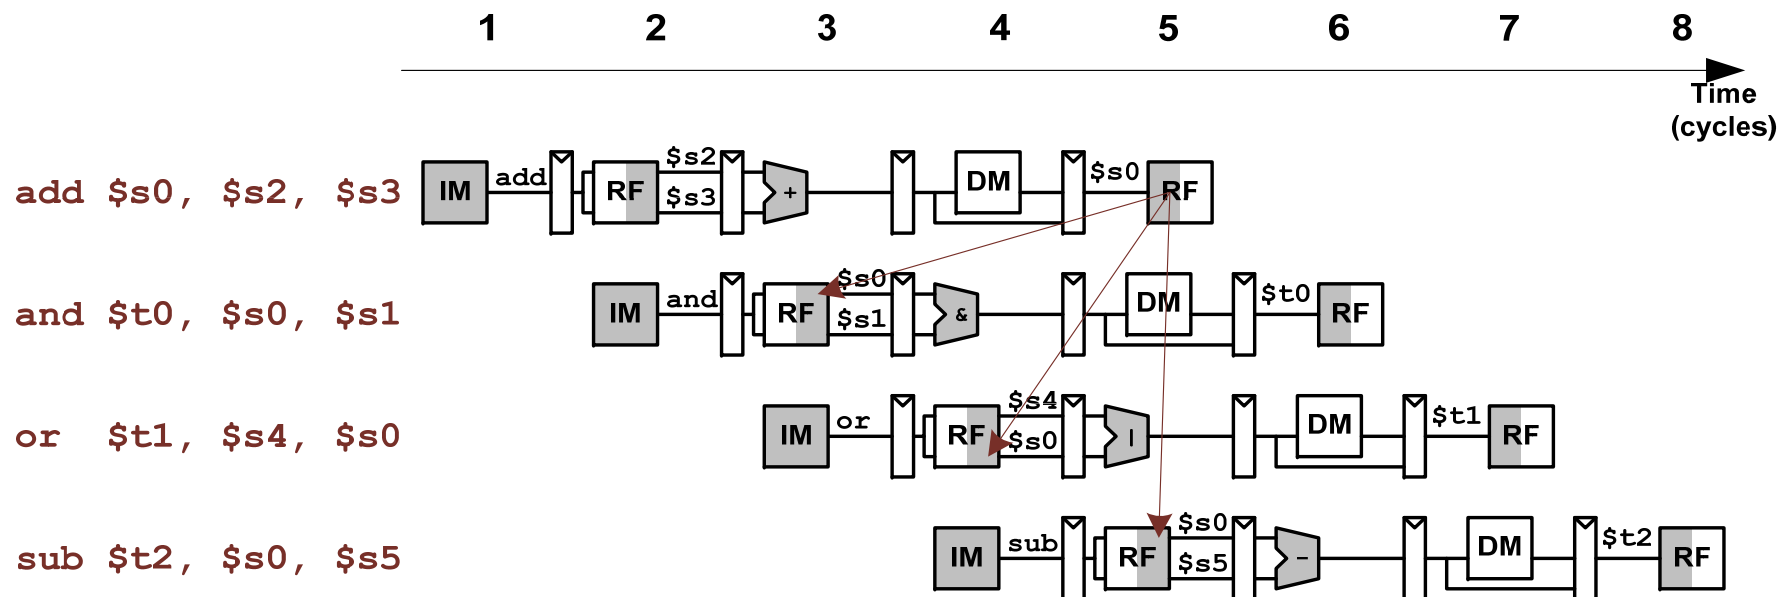 1 2 3 4 5 6 7 8
Time
(cycles)
add $s0, $s2, $s3 IM add RF $s2 $s3 + DM $s0 RF
and $t0, $s0, $s1 IM and RF $s0 $s1 & DM $t0 RF
or $t1, $s4, $s0 IM or RF $s4 $s0 | DM $t1 RF
sub $t2, $s0, $s5 IM sub RF $s0 $s5 - DM $t2 RF